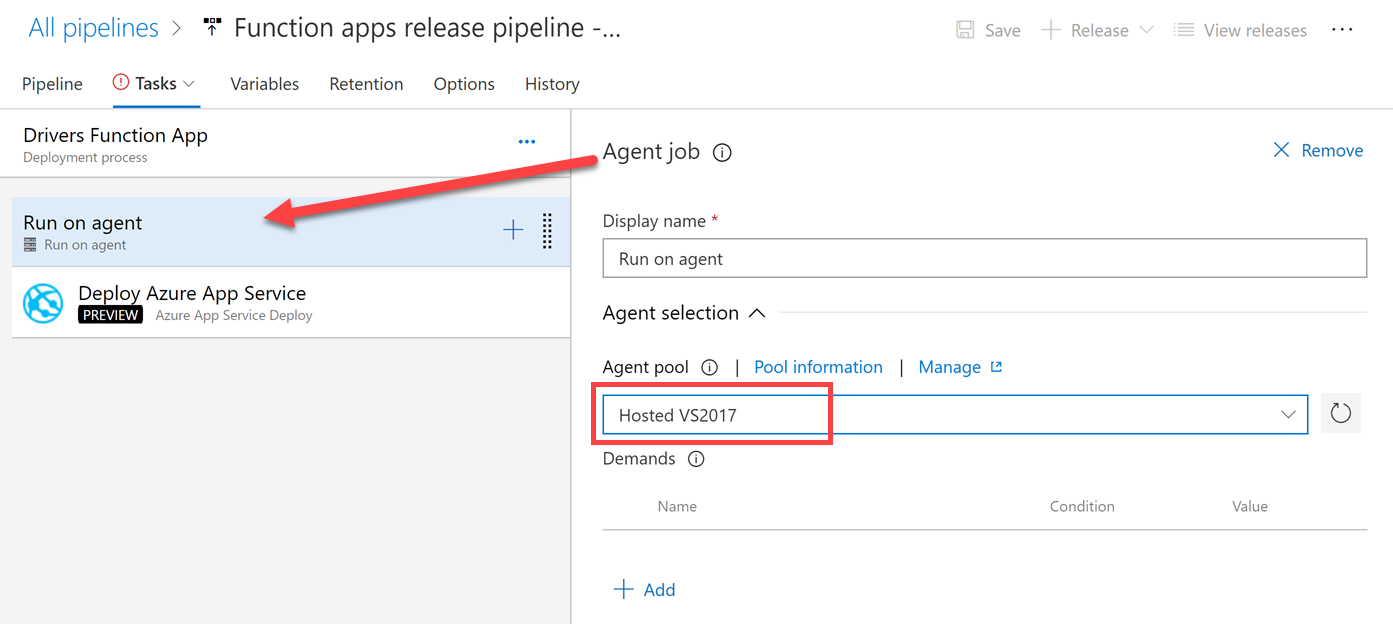 All pipelines > Function apps release pipeline -...
Save Release View releases ...
Pipeline Tasks Variables Retention Options History
Drivers Function App
Deployment process
Run on agent
Run on agent
Deploy Azure App Service
PREVIEW Azure App Service Deploy
Agent job
Remove
Display name *
Run on agent
Agent selection
Agent pool | Pool information | Manage
Hosted VS2017
Demands
Name Condition Value
+ Add